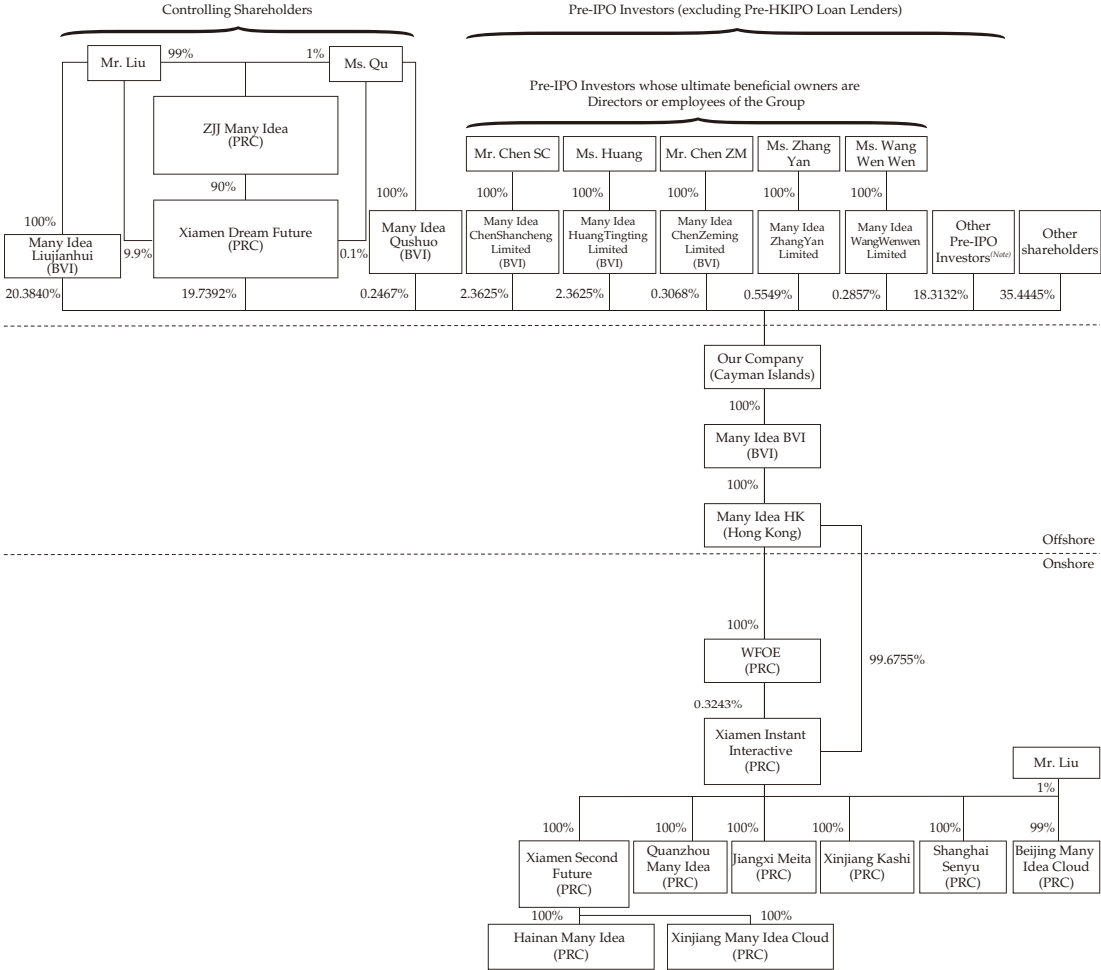 Controlling Shareholders
Pre-IPO Investors (excluding Pre-HKIPO Loan Lenders)
Mr. Liu
99%
1%
Ms. Qu
Pre-IPO Investors whose ultimate beneficial owners are
Directors or employees of the Group
ZJJ Many Idea
(PRC)
Mr. Chen SC
Ms. Huang
Mr. Chen ZM
Ms. Zhang
Yan
Ms. Wang
Wen Wen
90%
100%
100%
100%
100%
100%
100%
100%
Many Idea
Liujianhui
(BVI)
9.9%
Xiamen Dream Future
(PRC)
0.1%
Many Idea
Qushuo
(BVI)
Many Idea
ChenShancheng
Limited
(BVI)
Many Idea
HuangTingting
Limited
(BVI)
Many Idea
ChenZeming
Limited
(BVI)
Many Idea
ZhangYan
Limited
Many Idea
WangWenwen
Limited
Other
Pre-IPO
Investors(Note)
Other
shareholders
20.3840%
19.7392%
0.2467%
2.3625%
2.3625%
0.3068%
0.5549%
0.2857%
18.3132%
35.4445%
Our Company
(Cayman Islands)
100%
Many Idea BVI
(BVI)
100%
Many Idea HK
(Hong Kong)
Offshore
Onshore
100%
WFOE
(PRC)
99.6755%
0.3243%
Xiamen Instant
Interactive
(PRC)
Mr. Liu
1%
100%
100%
100%
100%
100%
99%
Xiamen Second
Future
(PRC)
Quanzhou
Many Idea
(PRC)
Jiangxi Meita
(PRC)
Xinjiang Kashi
(PRC)
Shanghai
Senyu
(PRC)
Beijing Many
Idea Cloud
(PRC)
100%
100%
Hainan Many Idea
(PRC)
Xinjiang Many Idea Cloud
(PRC)